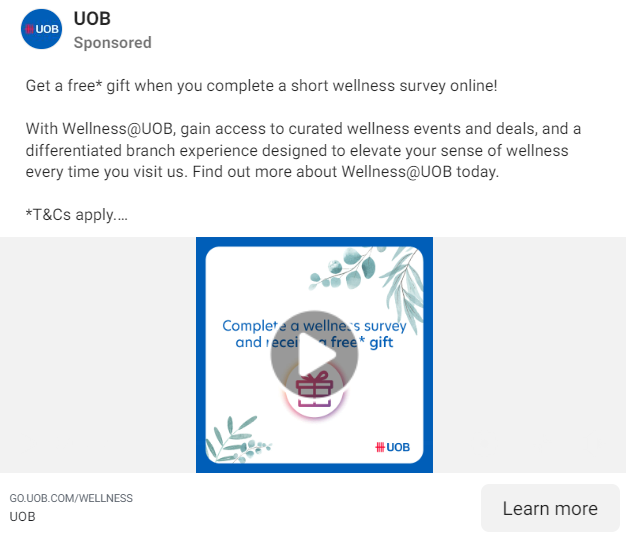 UOB
UOB
Sponsored
Get a free* gift when you complete a short wellness survey online!
With Wellness@UOB, gain access to curated wellness events and deals, and a
differentiated branch experience designed to elevate your sense of wellness
every time you visit us. Find out more about Wellness@UOB today.
*T&Cs apply....
Complete a wellness survey
and receive a free* gift
UOB
GO.UOB.COM/WELLNESS
UOB
Learn more